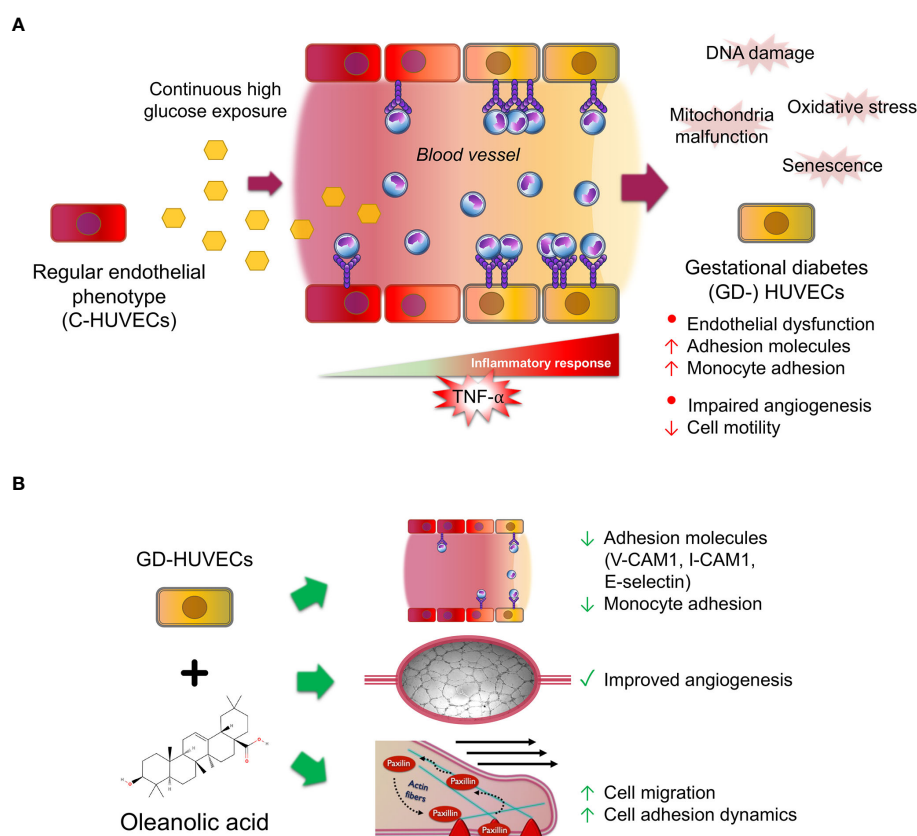 A
Continuous high
glucose exposure
Regular endothelial
phenotype
(C-HUVECs)
Blood vessel
Inflammatory response
TNF-α
DNA damage
Mitochondria
malfunction
Oxidative stress
Senescence
Gestational diabetes
(GD-) HUVECs
• Endothelial dysfunction
↑ Adhesion molecules
↑ Monocyte adhesion
• Impaired angiogenesis
↓ Cell motility
B
GD-HUVECs
+
H
H
H
O
O
H
O
H
Oleanolic acid
↓ Adhesion molecules
(V-CAM1, I-CAM1,
E-selectin)
↓ Monocyte adhesion
✓ Improved angiogenesis
Paxilin
Paxillin
Actin
fibers
Paxillin
Paxillin
↑ Cell migration
↑ Cell adhesion dynamics